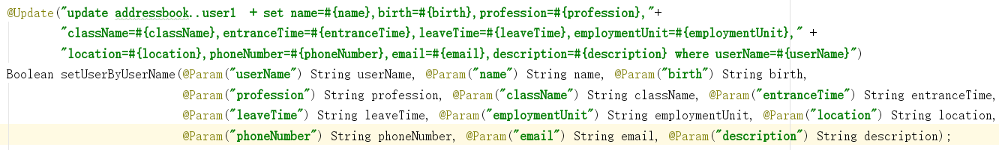 @Update("update addressbook..user1  + set name=#{name},birth=#{birth},profession=#{profession},"+
"className=#{className},entranceTime=#{entranceTime},leaveTime=#{leaveTime},employmentUnit=#{employmentUnit}," +
"location=#{location},phoneNumber=#{phoneNumber},email=#{email},description=#{description} where userName=#{userName}")
Boolean setUserByUserName(@Param("userName") String userName, @Param("name") String name, @Param("birth") String birth,
@Param("profession") String profession, @Param("className") String className, @Param("entranceTime") String entranceTime,
@Param("leaveTime") String leaveTime, @Param("employmentUnit") String employmentUnit, @Param("location") String location,
@Param("phoneNumber") String phoneNumber, @Param("email") String email, @Param("description") String description);